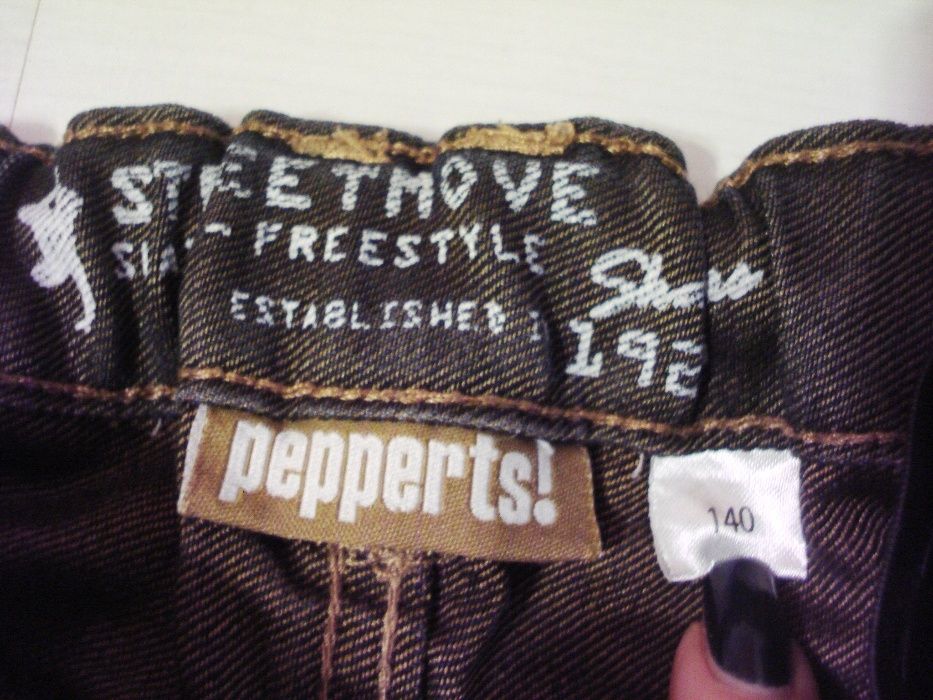 STREETMOVE
FREESTYLE
ESTABLISHED
pepperts!
140